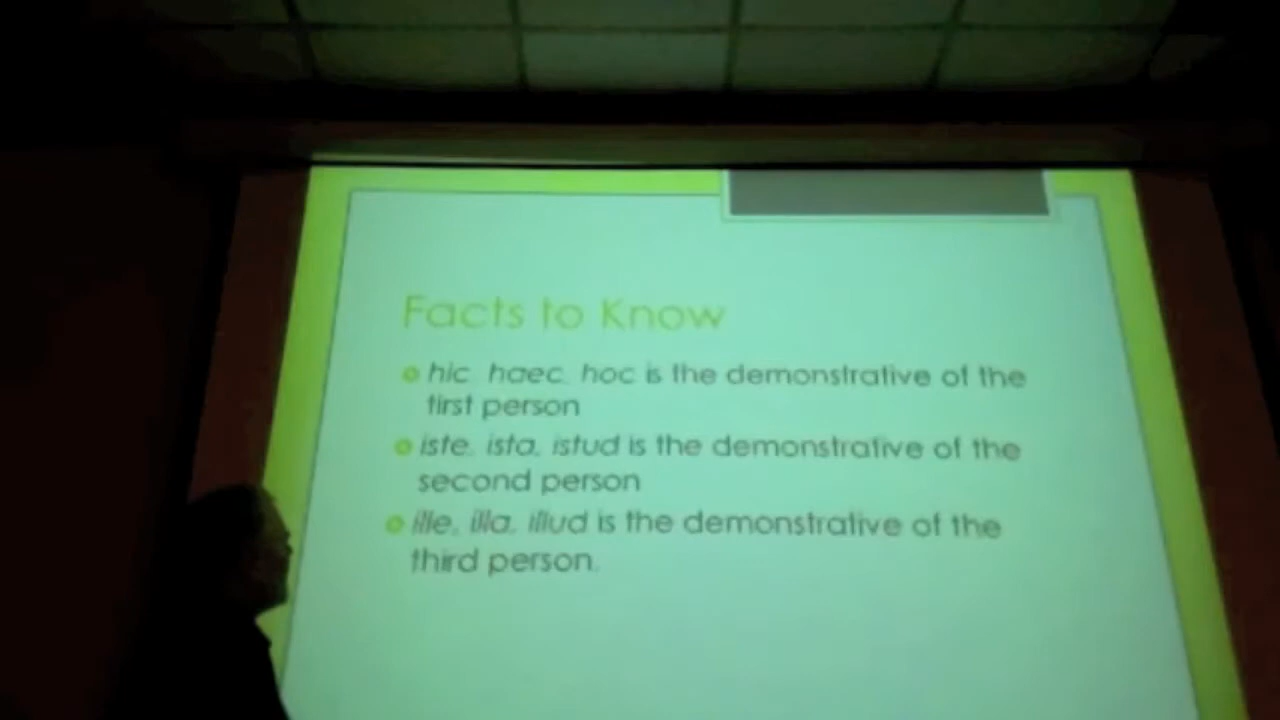 Facts to Know
hic haec, hoc is the demonstrative of the
first person
iste, ista, istud is the demonstrative of the
second person
ille, illa, illud is the demonstrative of the
third person.